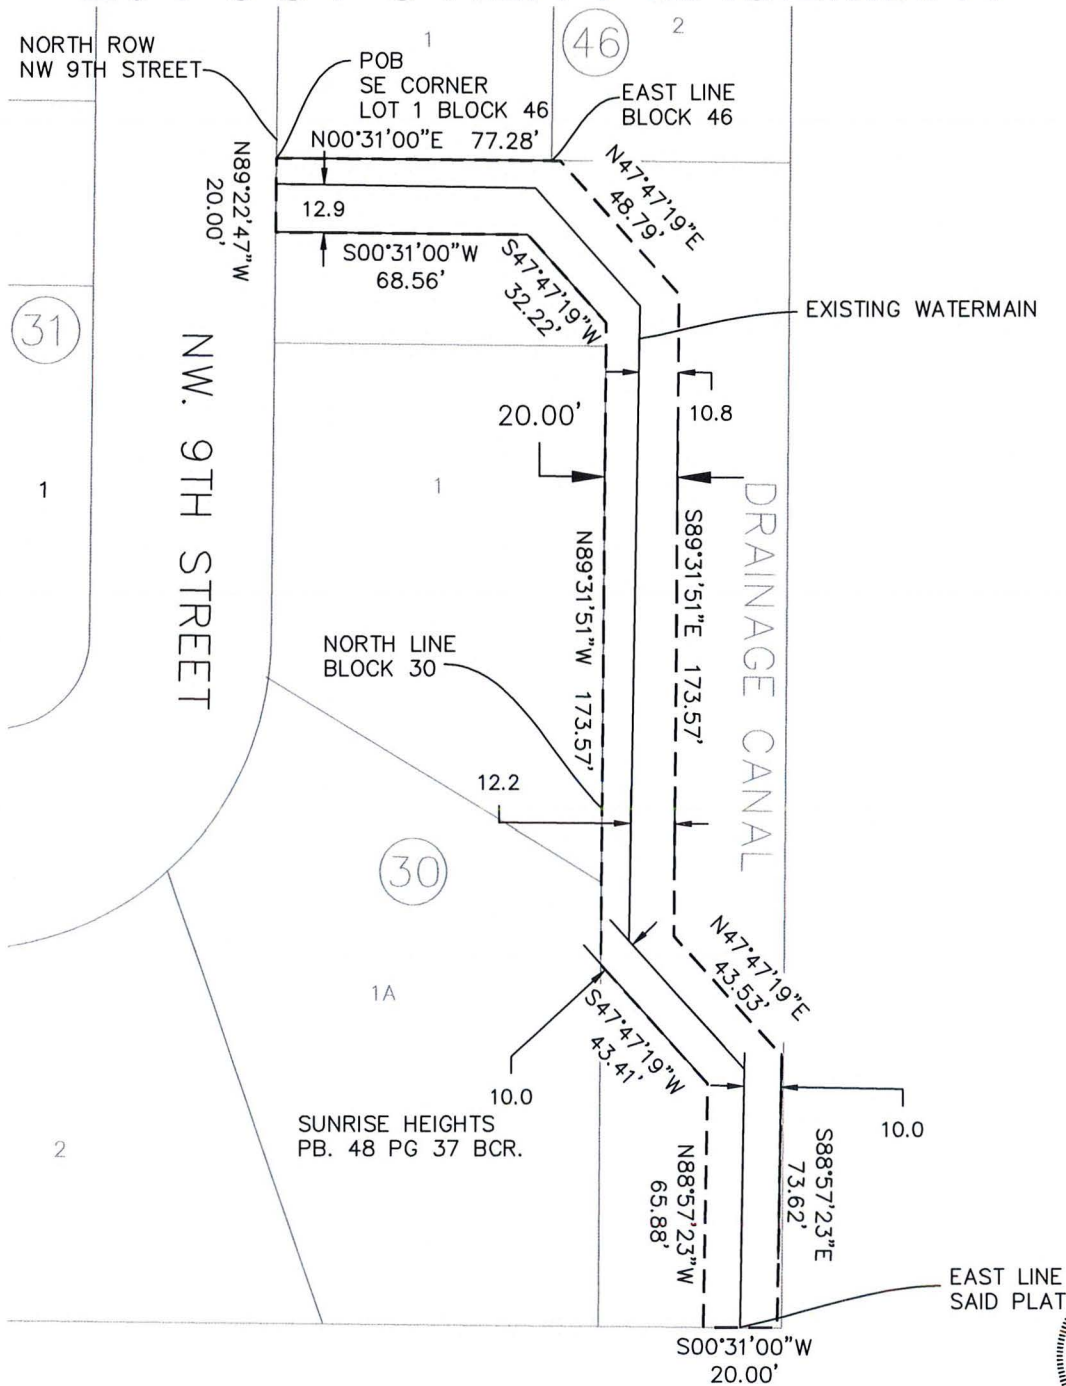 1
46
2
NORTH ROW
NW 9TH STREET
POB
SE CORNER
LOT 1 BLOCK 46
EAST LINE
BLOCK 46
N00°31'00"E 77.28'
N47°47'19"E
48.79'
N89°22'47"W
20.00'
12.9
S00°31'00"W
68.56'
S47°47'19"W
32.22'
EXISTING WATERMAIN
31
NW. 9TH STREET
20.00'
10.8
1
1
DRAINAGE CANAL
N89°31'51"W 173.57'
S89°31'51"E 173.57'
NORTH LINE
BLOCK 30
12.2
30
N47°47'19"E
43.53'
1A
S47°47'19"W
43.41'
10.0
SUNRISE HEIGHTS
PB. 48 PG 37 BCR.
10.0
2
N88°57'23"W
65.88'
S88°57'23"E
73.62'
EAST LINE
SAID PLAT
S00°31'00"W
20.00'